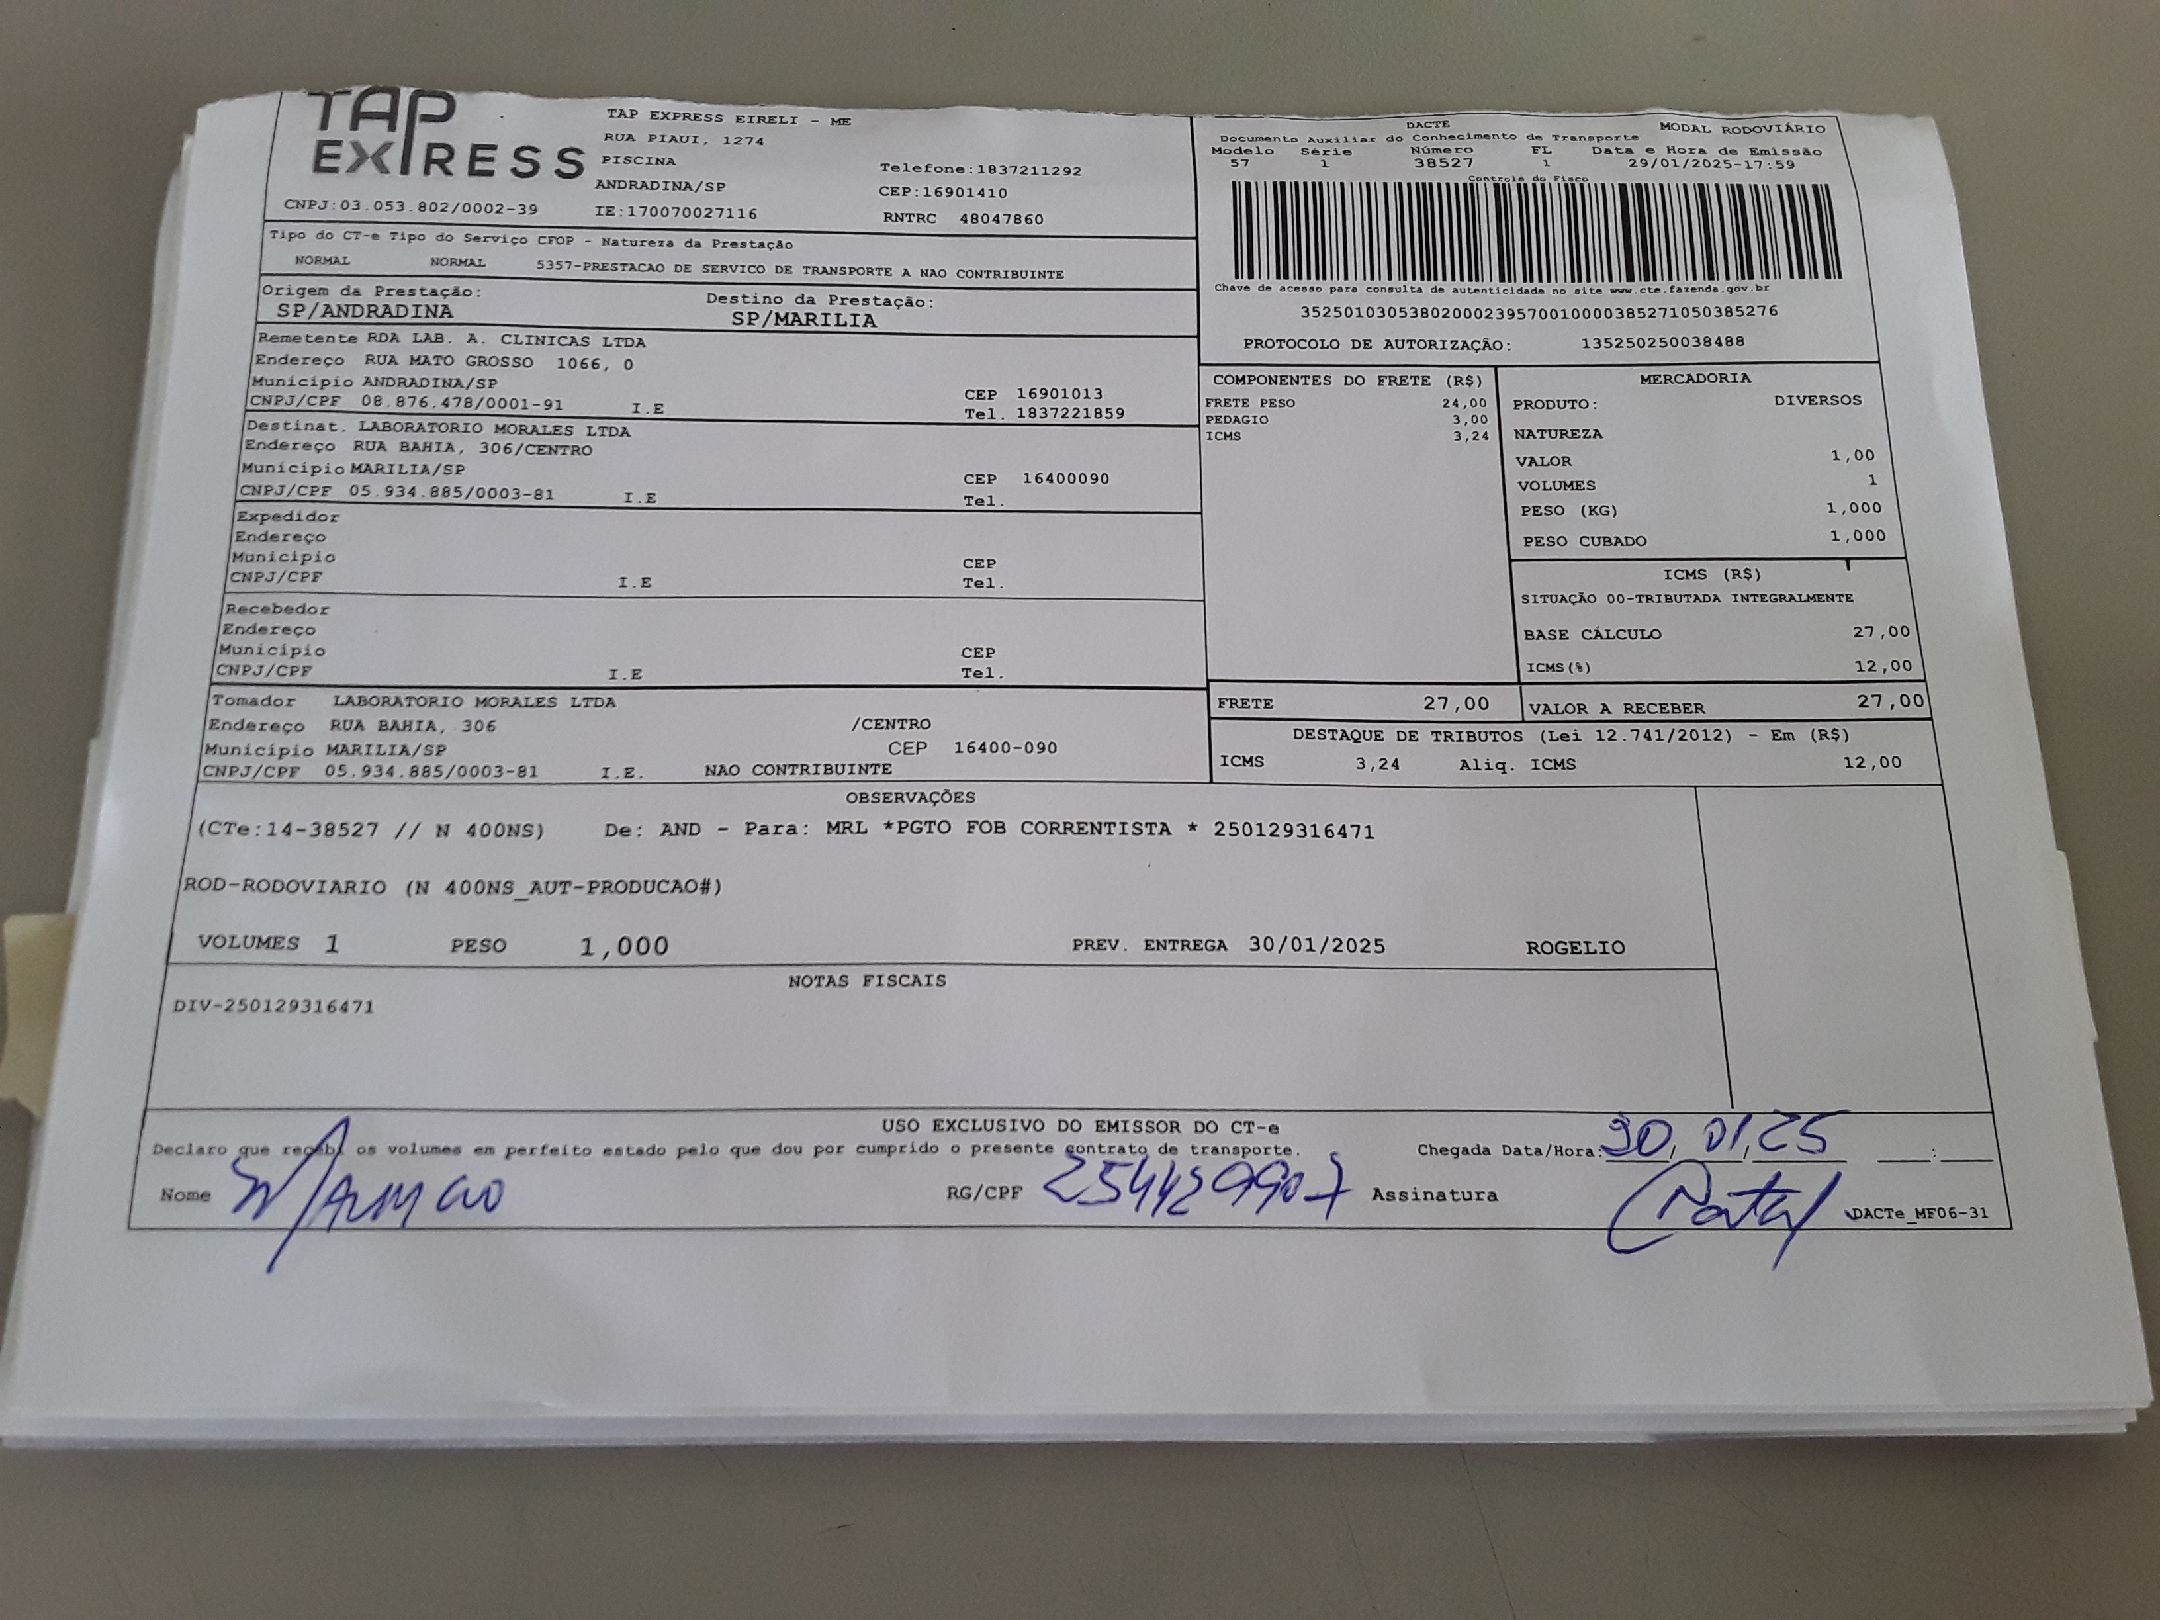 TAP EXPRESS
TAP EXPRESS EIRELI - ME
RUA PIAUI, 1274
PISCINA
Telefone:1837211292
ANDRADINA/SP
CEP:16901410
CNPJ:03.053.802/0002-39
IE:170070027116
RNTRC 48047860
DACTE
MODAL RODOVIÁRIO
Documento Auxiliar do Conhecimento de Transporte
Modelo Série Número FL Data e Hora de Emissão
57 1 38527 1 29/01/2025-17:59
Controle do Fisco
Chave de acesso para consulta de autenticidade no site www.cte.fazenda.gov.br
35250103053802000239570010000385271050385276
PROTOCOLO DE AUTORIZAÇÃO: 135250250038488
Tipo do CT-e Tipo do Serviço CFOP - Natureza da Prestação
NORMAL NORMAL 5357-PRESTACAO DE SERVICO DE TRANSPORTE A NAO CONTRIBUINTE
Origem da Prestação: Destino da Prestação:
SP/ANDRADINA SP/MARILIA
Remetente RDA LAB. A. CLINICAS LTDA
Endereço RUA MATO GROSSO 1066, 0
Município ANDRADINA/SP CEP 16901013
CNPJ/CPF 08.876.478/0001-91 I.E Tel. 1837221859
Destinat. LABORATORIO MORALES LTDA
Endereço RUA BAHIA, 306/CENTRO
Município MARILIA/SP CEP 16400090
CNPJ/CPF 05.934.885/0003-81 I.E Tel.
Expedidor
Endereço
Município CEP
CNPJ/CPF I.E Tel.
Recebedor
Endereço
Município CEP
CNPJ/CPF I.E Tel.
Tomador LABORATORIO MORALES LTDA
Endereço RUA BAHIA, 306 /CENTRO
Município MARILIA/SP CEP 16400-090
CNPJ/CPF 05.934.885/0003-81 I.E. NAO CONTRIBUINTE
COMPONENTES DO FRETE (R$)
FRETE PESO 24,00
PEDAGIO 3,00
ICMS 3,24
MERCADORIA
PRODUTO: DIVERSOS
NATUREZA
VALOR 1,00
VOLUMES 1
PESO (KG) 1,000
PESO CUBADO 1,000
ICMS (R$)
SITUAÇÃO 00-TRIBUTADA INTEGRALMENTE
BASE CÁLCULO 27,00
ICMS(%) 12,00
FRETE 27,00 VALOR A RECEBER 27,00
DESTAQUE DE TRIBUTOS (Lei 12.741/2012) - Em (R$)
ICMS 3,24 Aliq. ICMS 12,00
OBSERVAÇÕES
(CTe:14-38527 // N 400NS) De: AND - Para: MRL *PGTO FOB CORRENTISTA * 250129316471
ROD-RODOVIARIO (N 400NS_AUT-PRODUCAO#)
VOLUMES 1 PESO 1,000 PREV. ENTREGA 30/01/2025 ROGELIO
NOTAS FISCAIS
DIV-250129316471
USO EXCLUSIVO DO EMISSOR DO CT-e
Declaro que recebi os volumes em perfeito estado pelo que dou por cumprido o presente contrato de transporte. Chegada Data/Hora: 30, 01, 25 :
Nome RG/CPF Assinatura
DACTe_MF06-31